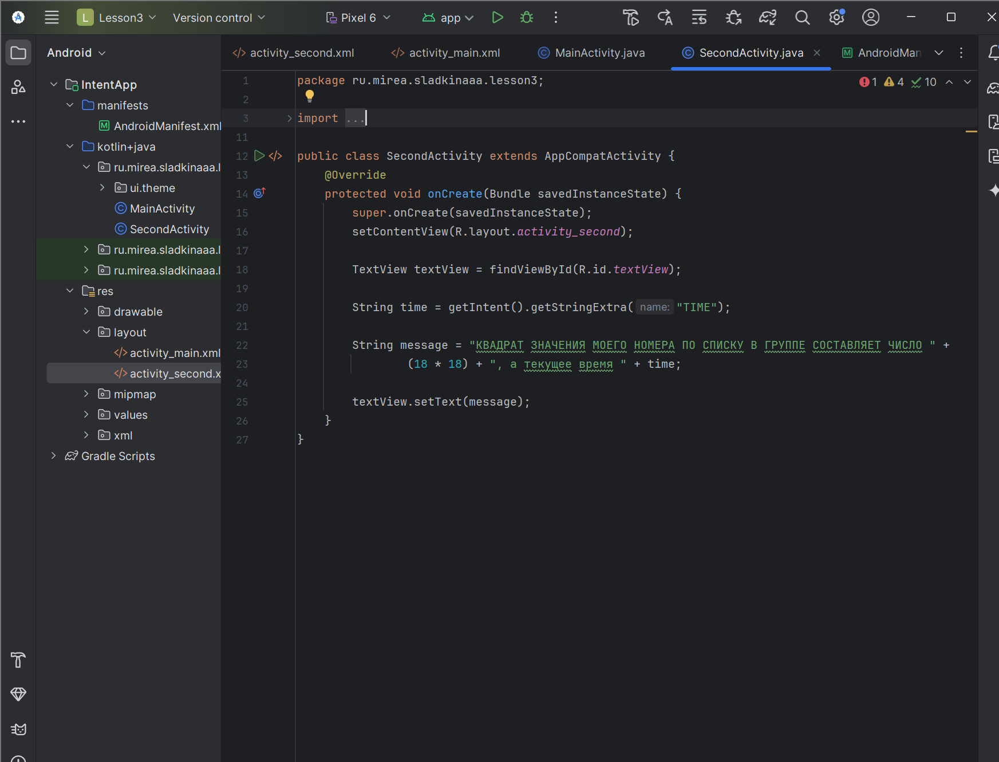 L Lesson3 Version control Pixel 6 app
Android
activity_second.xml activity_main.xml MainActivity.java SecondActivity.java AndroidMan
IntentApp
manifests
AndroidManifest.xml
kotlin+java
ru.mirea.sladkinaaa.l
ui.theme
MainActivity
SecondActivity
ru.mirea.sladkinaaa.l
ru.mirea.sladkinaaa.l
res
drawable
layout
activity_main.xml
activity_second.x
mipmap
values
xml
Gradle Scripts
1 4 10
1 package ru.mirea.sladkinaaa.lesson3;
2
3 import ...
11
12 public class SecondActivity extends AppCompatActivity {
13 @Override
14 protected void onCreate(Bundle savedInstanceState) {
15 super.onCreate(savedInstanceState);
16 setContentView(R.layout.activity_second);
17
18 TextView textView = findViewById(R.id.textView);
19
20 String time = getIntent().getStringExtra( name: "TIME");
21
22 String message = "КВАДРАТ ЗНАЧЕНИЯ МОЕГО НОМЕРА ПО СПИСКУ В ГРУППЕ СОСТАВЛЯЕТ ЧИСЛО " +
23 (18 * 18) + ", а текущее время " + time;
24
25 textView.setText(message);
26 }
27 }